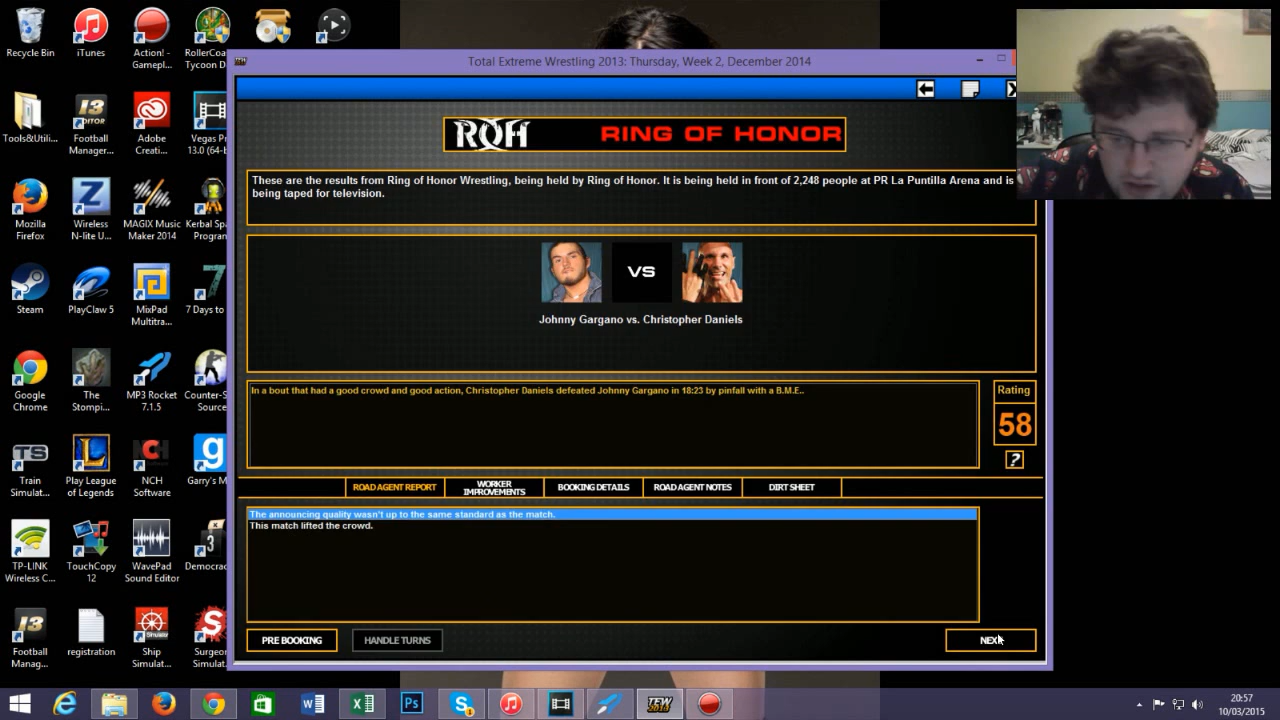 Total Extreme Wrestling 2013: Thursday, Week 2, December 2014
ROH RING OF HONOR
These are the results from Ring of Honor Wrestling, being held by Ring of Honor. It is being held in front of 2,248 people at PR La Puntilla Arena and is
being taped for television.
VS
Johnny Gargano vs. Christopher Daniels
In a bout that had a good crowd and good action, Christopher Daniels defeated Johnny Gargano in 18:23 by pinfall with a B.M.E..
Rating
58
?
ROAD AGENT REPORT
WORKER
IMPROVEMENTS
BOOKING DETAILS
ROAD AGENT NOTES
DIRT SHEET
The announcing quality wasn't up to the same standard as the match.
This match lifted the crowd.
PRE BOOKING
HANDLE TURNS
NEXT
Recycle Bin
iTunes
Action! -
Gamepl...
RollerCoa
Tycoon D
Tools&Utili...
Football
Manager...
Adobe
Creati...
Vegas Pr
13.0 (64-b
Mozilla
Firefox
Wireless
N-lite U...
MAGIX Music
Maker 2014
Kerbal Spa
Program
Steam
PlayClaw 5
MixPad
Multitra...
7 Days to
Google
Chrome
The
Stompi...
MP3 Rocket
7.1.5
Counter-S
Source
Train
Simulat...
Play League
of Legends
NCH
Software
Garry's M
TP-LINK
Wireless C...
TouchCopy
12
WavePad
Sound Editor
Democrac
Football
Manag...
registration
Ship
Simulat...
Surgeo
Simulat
20:57
10/03/2015